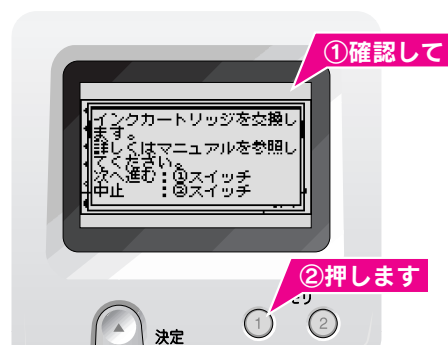 ①確認して
インクカートリッジを交換し
ます。
詳しくはマニュアルを参照し
てください。
次へ進む：①スイッチ
中止　　：③スイッチ
②押します
決定
1
2